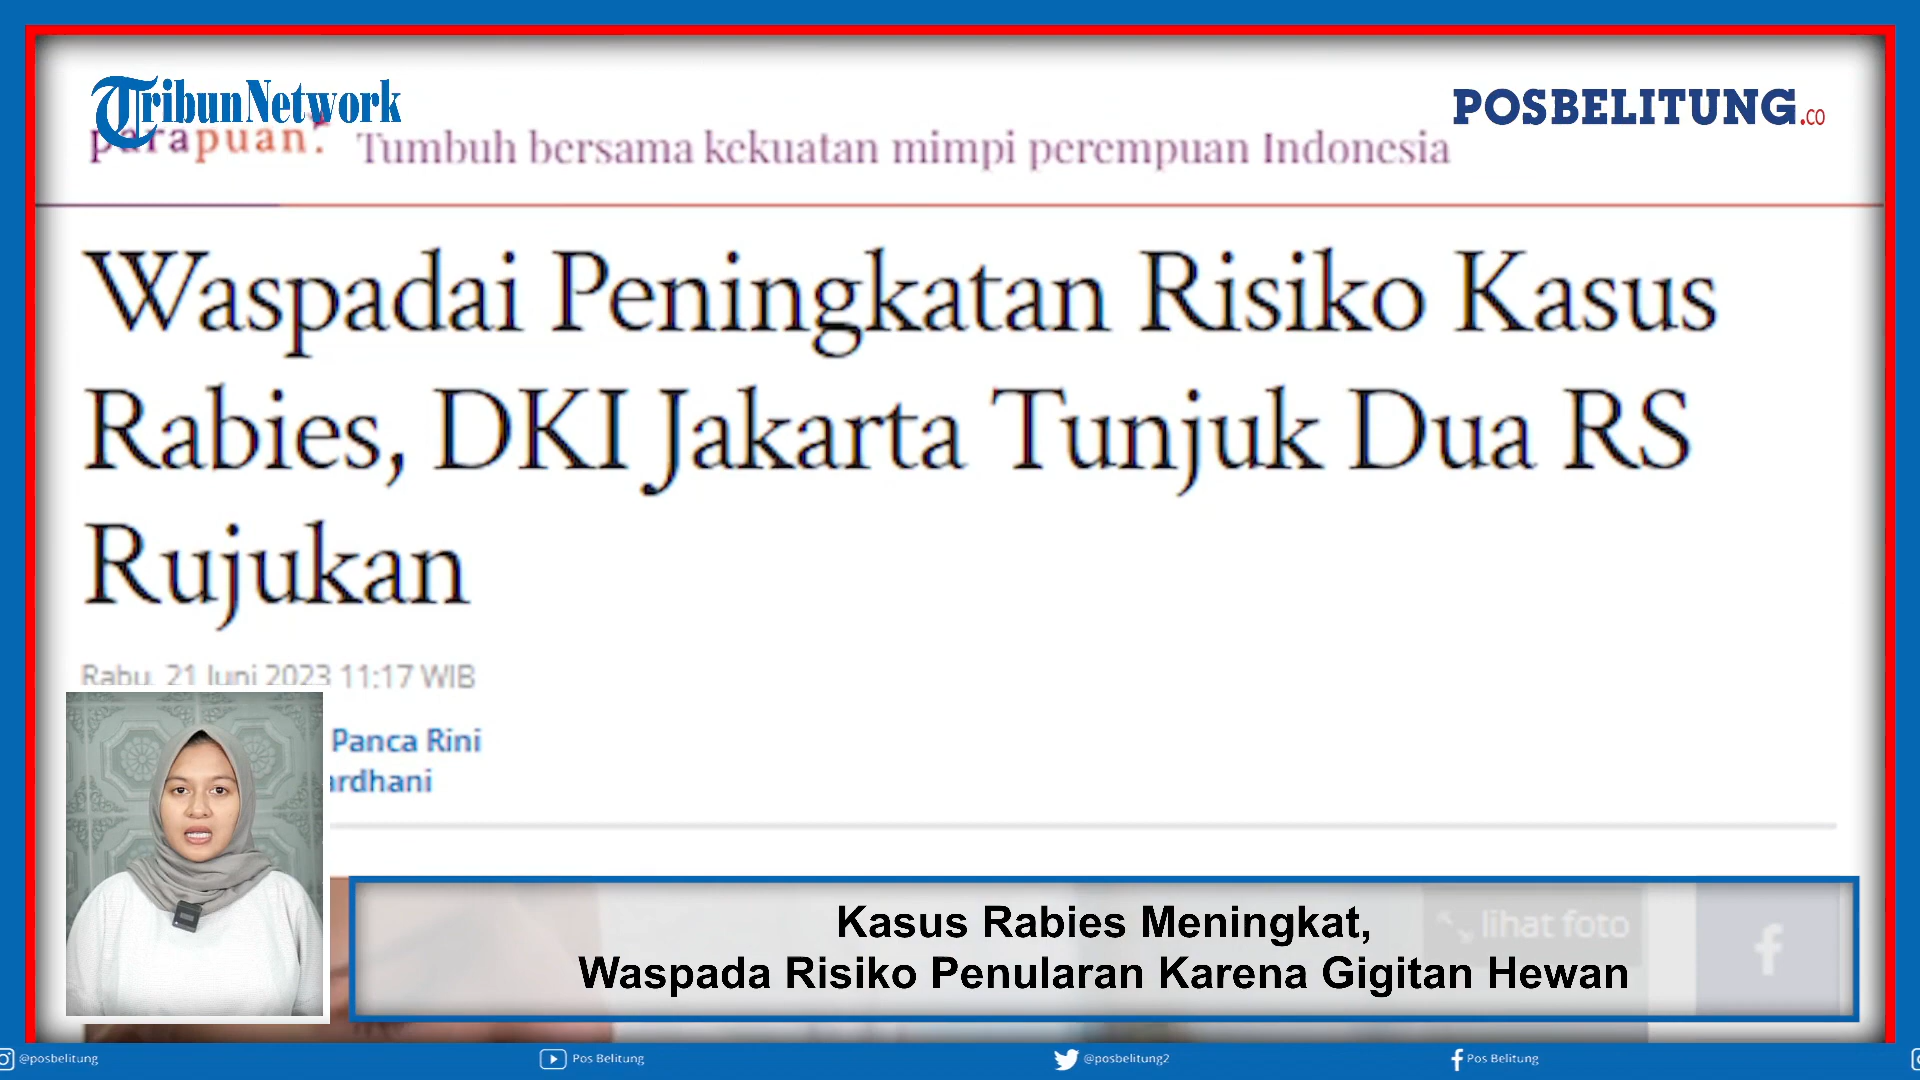 TribunNetwork
POSBELITUNG.co
parapuan. Tumbuh bersama kekuatan mimpi perempuan Indonesia
Waspadai Peningkatan Risiko Kasus
Rabies, DKI Jakarta Tunjuk Dua RS
Rujukan
Rabu, 21 Juni 2023 11:17 WIB
Panca Rini
ardhani
lihat foto
Kasus Rabies Meningkat,
Waspada Risiko Penularan Karena Gigitan Hewan
@posbelitung
Pos Belitung
@posbelitung2
Pos Belitung